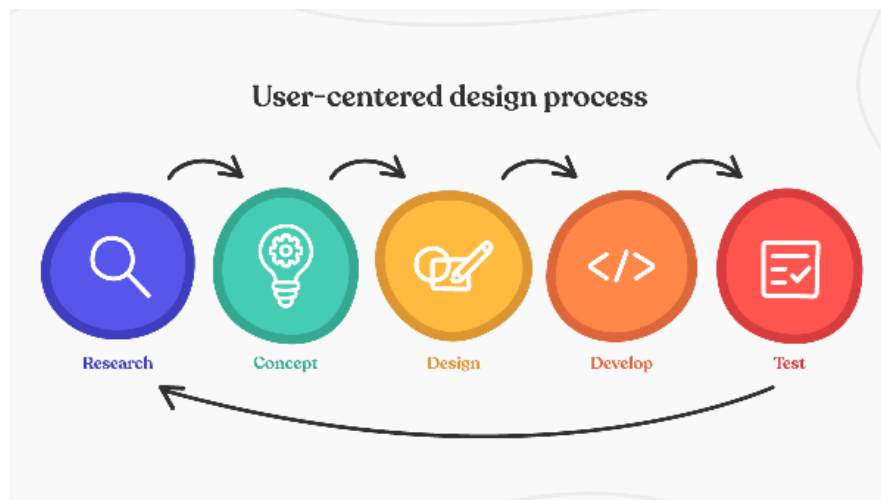 User-centered design process
</>
Research
Concept
Design
Develop
Test